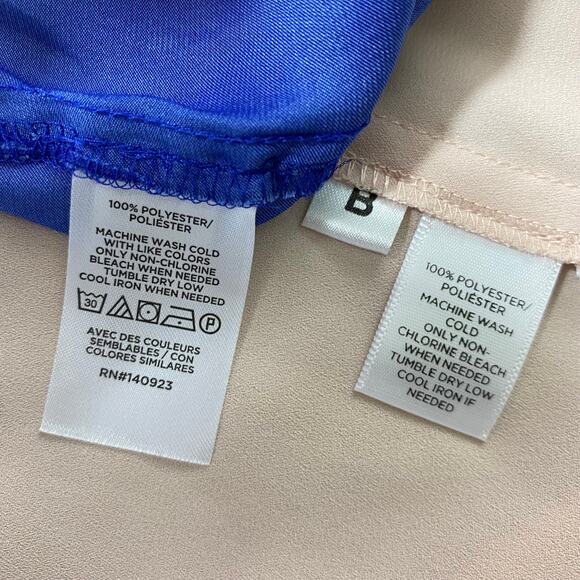 100% POLYESTER/
POLIÉSTER
MACHINE WASH COLD
WITH LIKE COLORS
ONLY NON-CHLORINE
BLEACH WHEN NEEDED
TUMBLE DRY LOW
COOL IRON WHEN NEEDED
30 P
AVEC DES COULEURS
SEMBLABLES / CON
COLORES SIMILARES
RN#140923
B
100% POLYESTER/
POLIÉSTER
MACHINE WASH
COLD
ONLY NON-
CHLORINE BLEACH
WHEN NEEDED
TUMBLE DRY LOW
COOL IRON IF
NEEDED